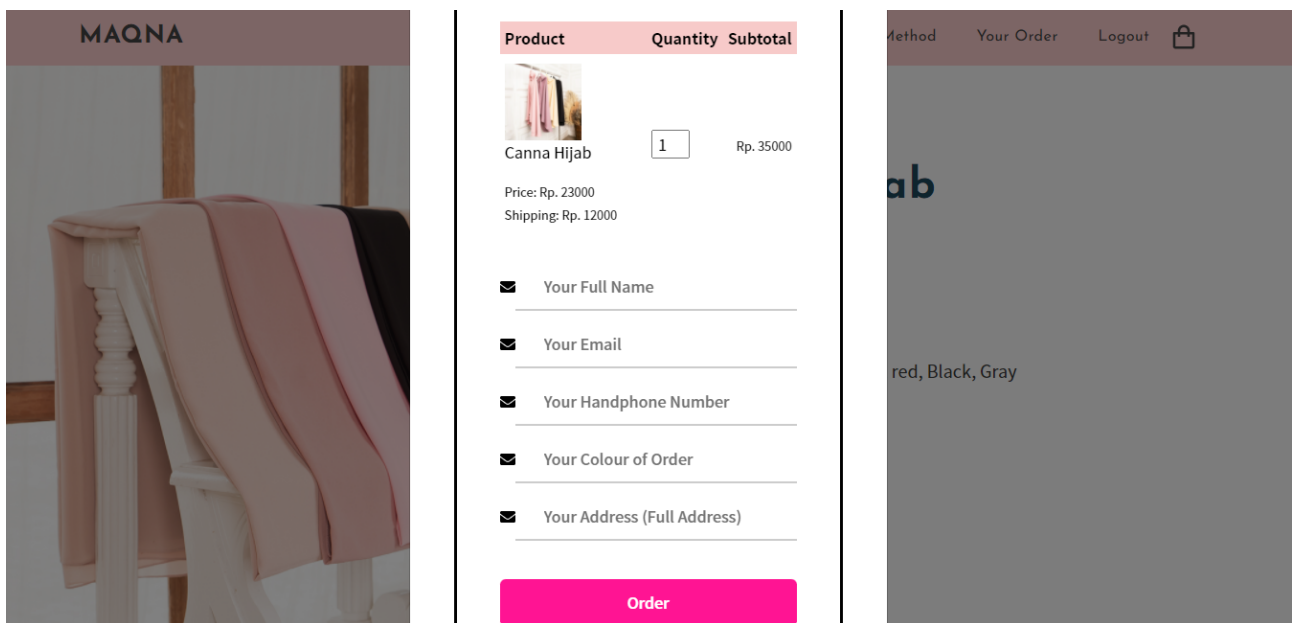 MAQNA
Product Quantity Subtotal
Canna Hijab
1
Rp. 35000
Price: Rp. 23000
Shipping: Rp. 12000
Your Full Name
Your Email
Your Handphone Number
Your Colour of Order
Your Address (Full Address)
Order
Method Your Order Logout
ab
red, Black, Gray